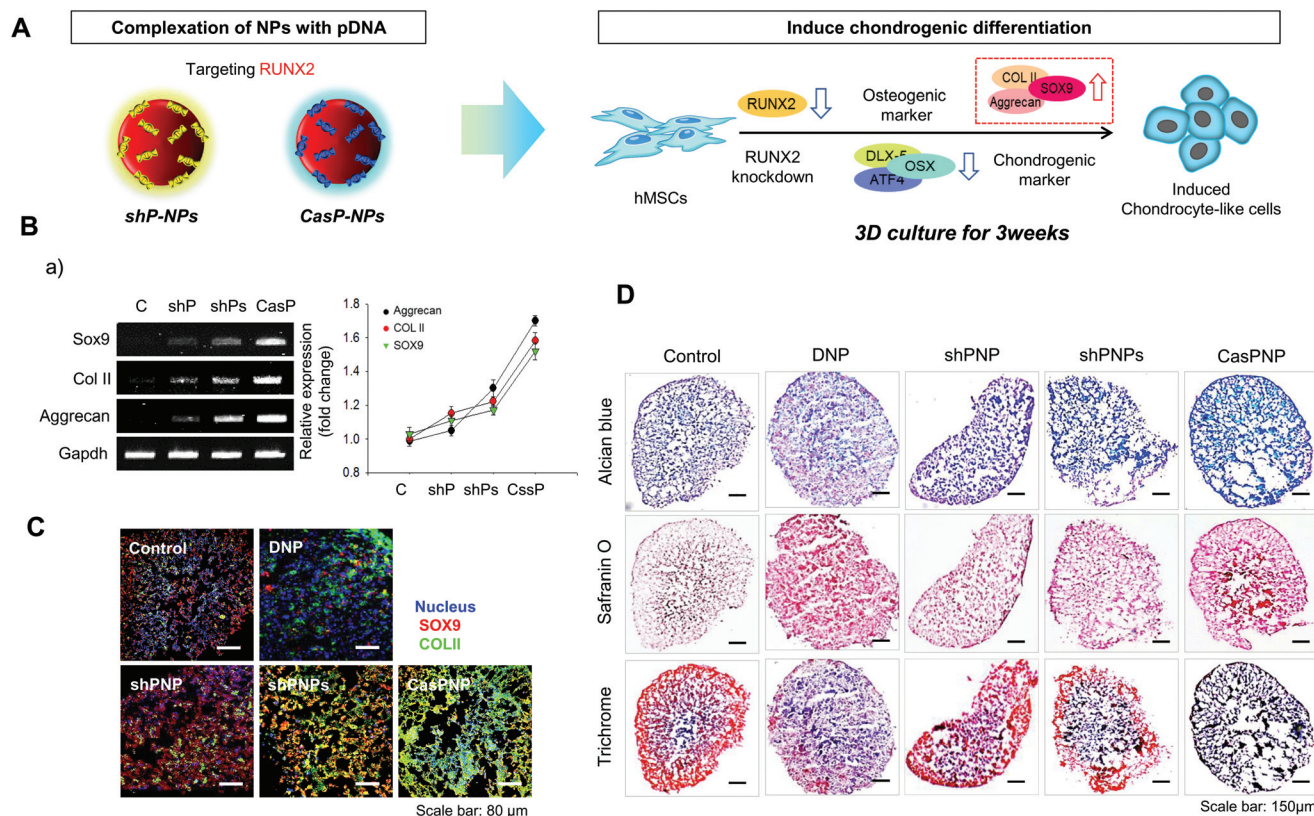 A
Complexation of NPs with pDNA
Targeting RUNX2
shP-NPs
CasP-NPs
Induce chondrogenic differentiation
hMSCs
RUNX2
RUNX2
knockdown
Osteogenic
marker
DLX-5
OSX
ATF4
COL II
SOX9
Aggrecan
Chondrogenic
marker
Induced
Chondrocyte-like cells
3D culture for 3weeks
B
a)
C shP shPs CasP
Sox9
Col II
Aggrecan
Gapdh
Relative expression
(fold change)
1.8
1.6
1.4
1.2
1.0
0.8
Aggrecan
COL II
SOX9
C shP shPs CssP
C
Control
DNP
Nucleus
SOX9
COLII
shPNP
shPNPs
CasPNP
Scale bar: 80 μm
D
Control DNP shPNP shPNPs CasPNP
Alcian blue
Safranin O
Trichrome
Scale bar: 150μm